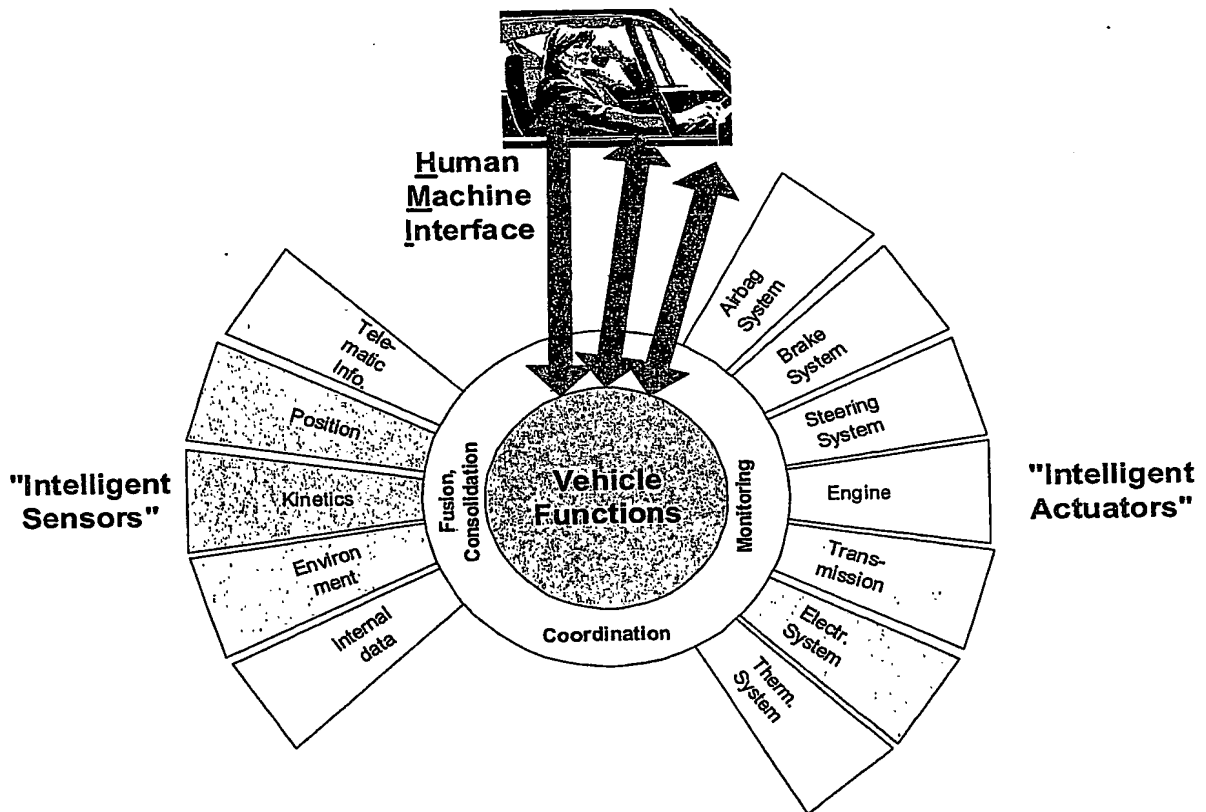 Human
Machine
Interface
Tele-
matic
Info.
Position
Kinetics
Environ
ment
Internal
data
"Intelligent
Sensors"
Fusion,
Consolidation
Vehicle
Functions
Monitoring
Coordination
Airbag
System
Brake
System
Steering
System
Engine
Trans-
mission
Electr.
System
Therm.
System
"Intelligent
Actuators"